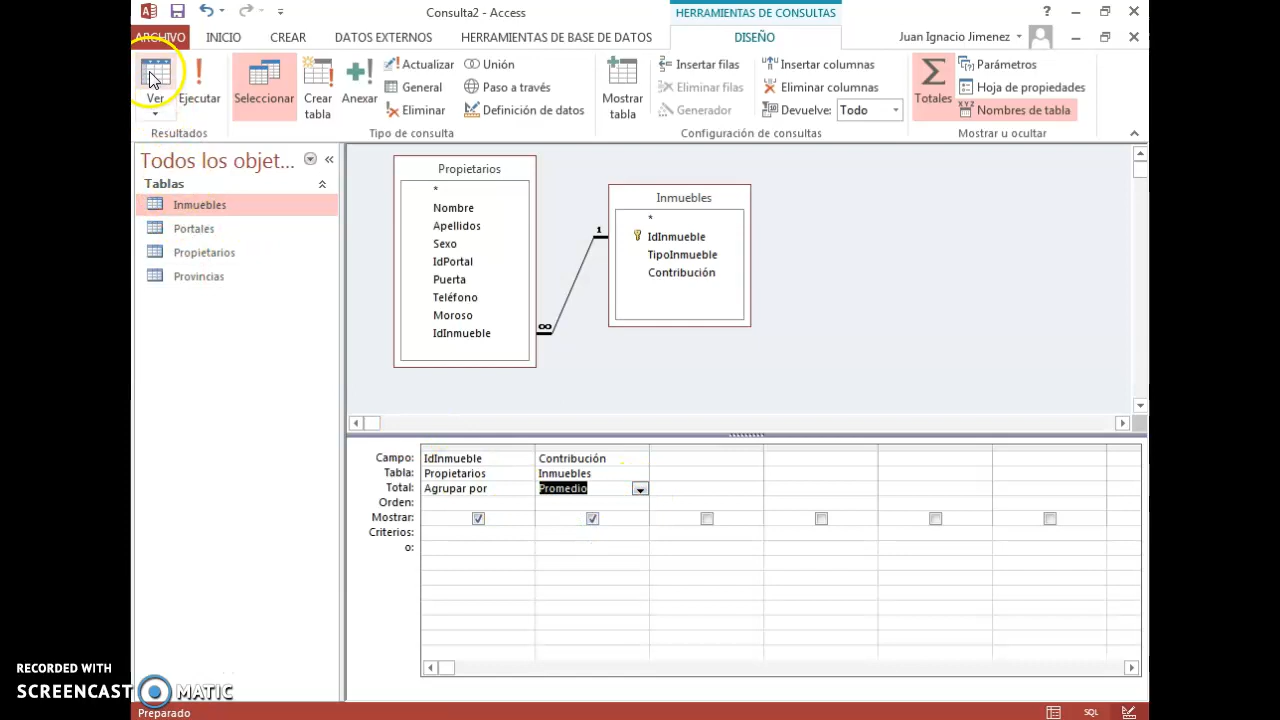 Consulta2 - Access
HERRAMIENTAS DE CONSULTAS
?
ARCHIVO INICIO CREAR DATOS EXTERNOS HERRAMIENTAS DE BASE DE DATOS DISEÑO Juan Ignacio Jimenez
Ver
Ejecutar
Resultados
Seleccionar
Crear tabla
Anexar
Actualizar
General
Eliminar
Unión
Paso a través
Definición de datos
Tipo de consulta
Mostrar tabla
Insertar filas
Eliminar filas
Generador
Insertar columnas
Eliminar columnas
Devuelve: Todo
Configuración de consultas
Totales
Parámetros
Hoja de propiedades
XYZ Nombres de tabla
Mostrar u ocultar
Todos los objet... «
Tablas
Inmuebles
Portales
Propietarios
Provincias
Propietarios
*
Nombre
Apellidos
Sexo
IdPortal
Puerta
Teléfono
Moroso
IdInmueble
1
∞
Inmuebles
*
IdInmueble
TipoInmueble
Contribución
Campo: IdInmueble Contribución
Tabla: Propietarios Inmuebles
Total: Agrupar por Promedio
Orden:
Mostrar:
Criterios:
o:
RECORDED WITH
SCREENCAST MATIC
Preparado
SQL